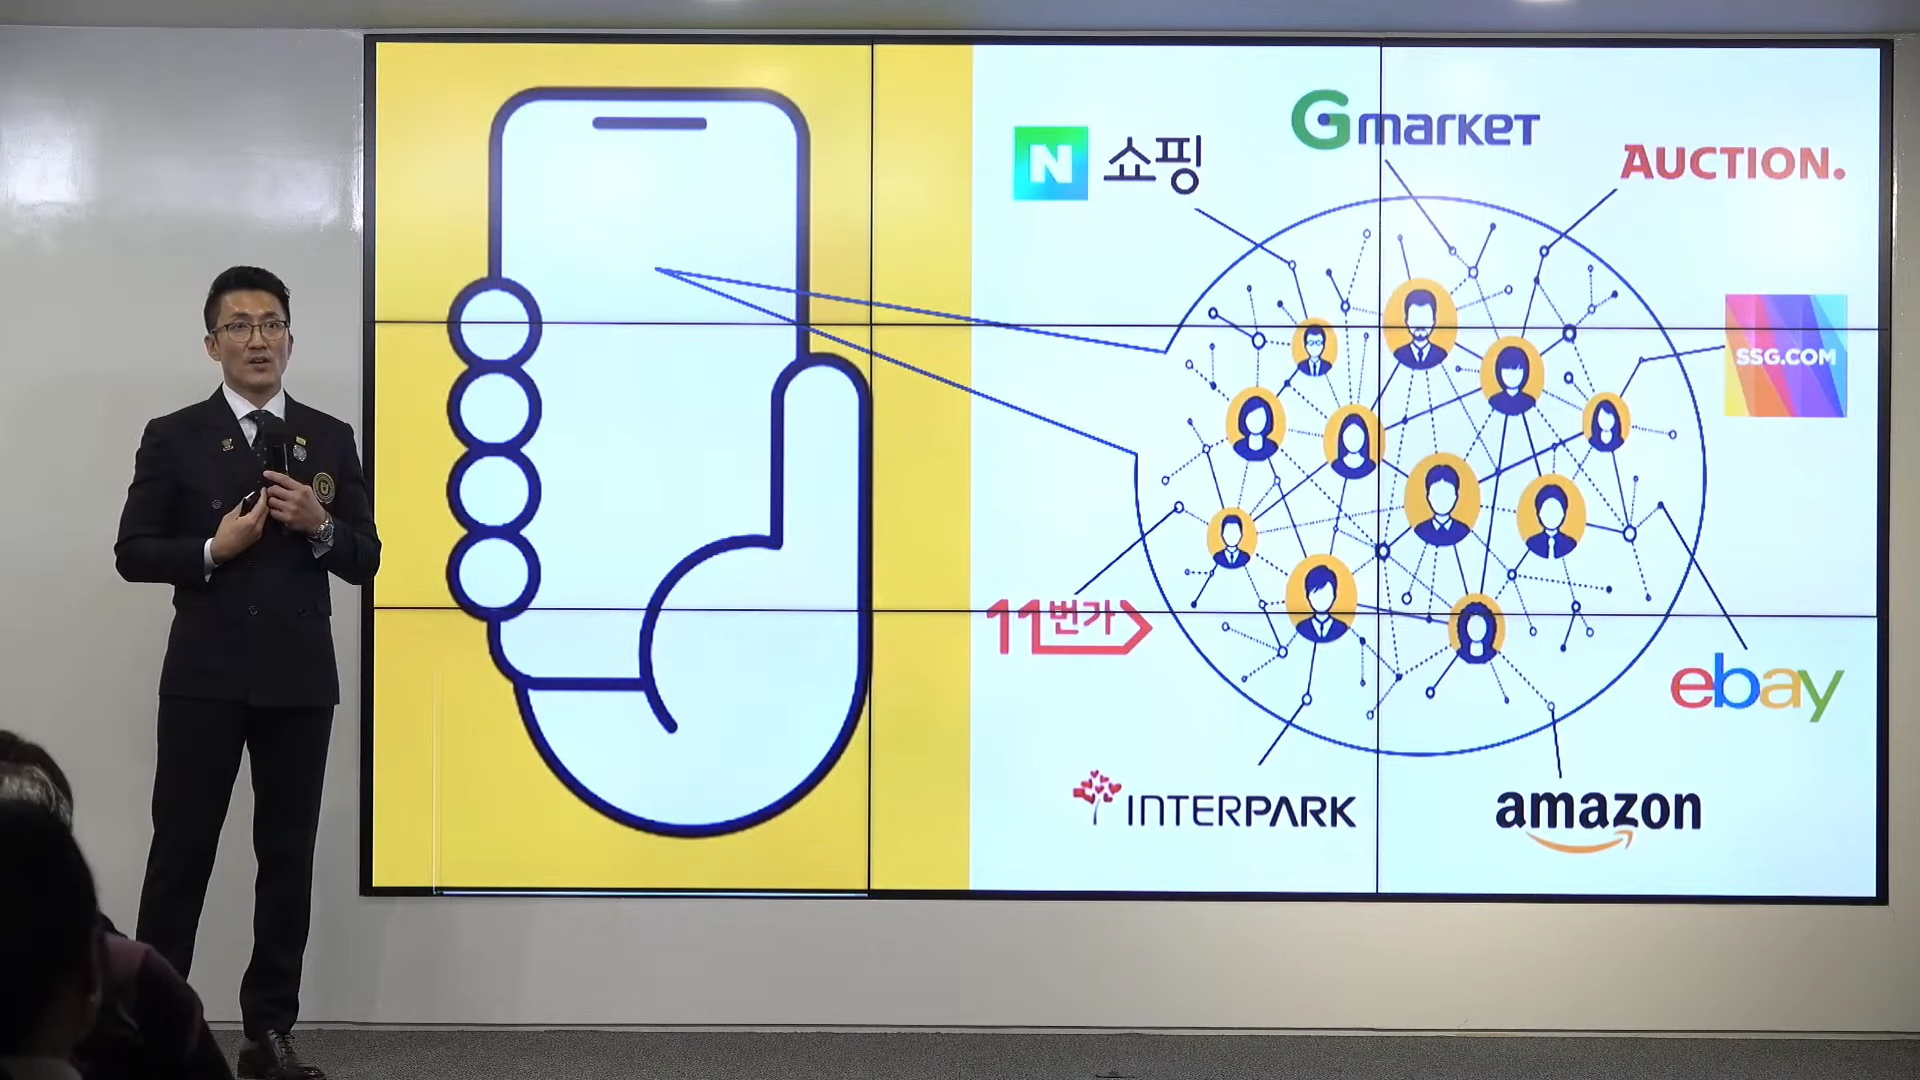 N 쇼핑
Gmarket
AUCTION.
SSG.COM
11번가
ebay
INTERPARK
amazon